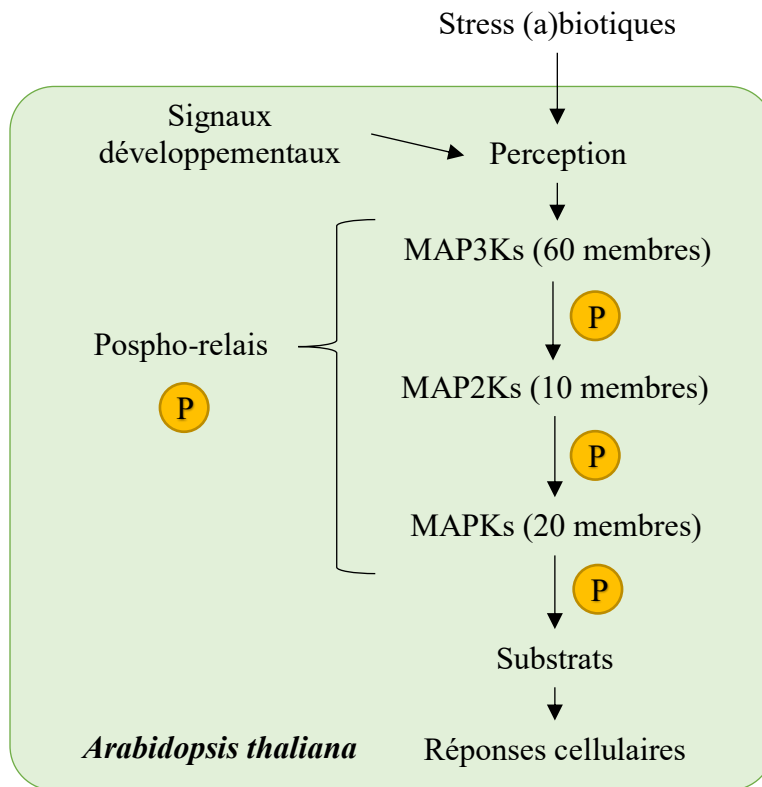 Stress (a)biotiques
Signaux
développementaux
Perception
MAP3Ks (60 membres)
P
Pospho-relais
P
MAP2Ks (10 membres)
P
MAPKs (20 membres)
P
Substrats
Arabidopsis thaliana
Réponses cellulaires